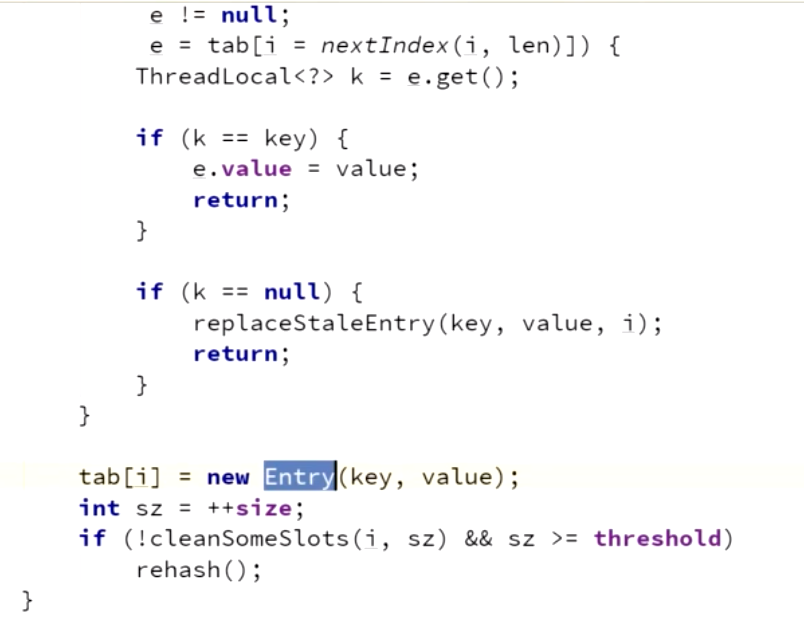 e != null;
e = tab[i = nextIndex(i, len)]) {
ThreadLocal<?> k = e.get();
if (k == key) {
e.value = value;
return;
}
if (k == null) {
replaceStaleEntry(key, value, i);
return;
}
}
tab[i] = new Entry(key, value);
int sz = ++size;
if (!cleanSomeSlots(i, sz) && sz >= threshold)
rehash();
}